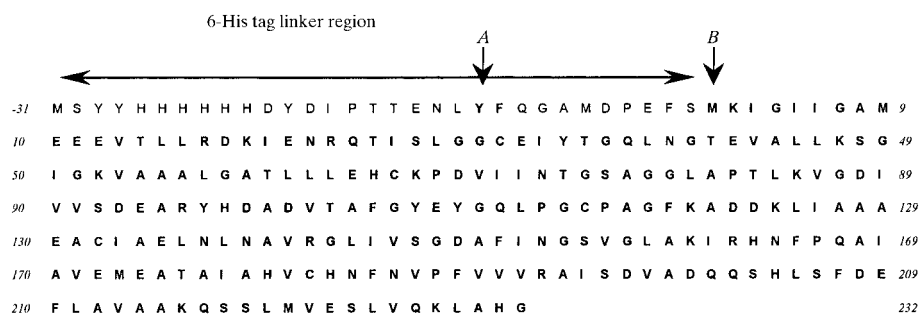 6-His tag linker region
A B
-31 M S Y Y H H H H H H D Y D I P T T E N L Y F Q G A M D P E F S M K I G I I G A M 9
10 E E E V T L L R D K I E N R Q T I S L G G C E I Y T G Q L N G T E V A L L K S G 49
50 I G K V A A A L G A T L L L E H C K P D V I I N T G S A G G L A P T L K V G D I 89
90 V V S D E A R Y H D A D V T A F G Y E Y G Q L P G C P A G F K A D D K L I A A A 129
130 E A C I A E L N L N A V R G L I V S G D A F I N G S V G L A K I R H N F P Q A I 169
170 A V E M E A T A I A H V C H N F N V P F V V V R A I S D V A D Q Q S H L S F D E 209
210 F L A V A A K Q S S L M V E S L V Q K L A H G 232